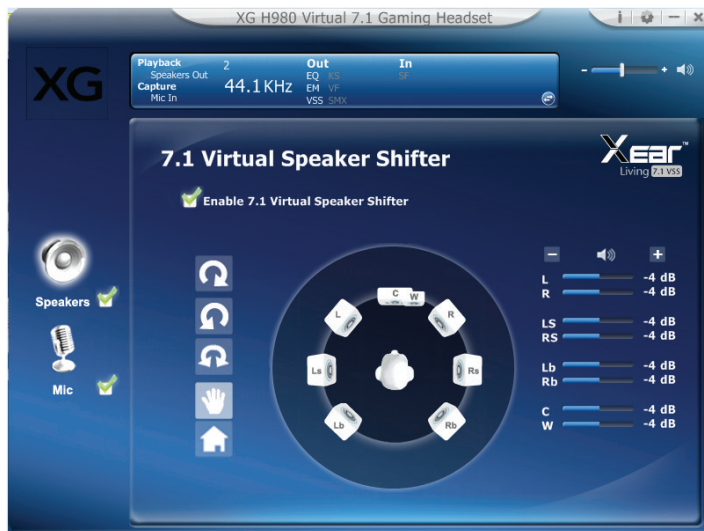 XG H980 Virtual 7.1 Gaming Headset
i
XG
Playback 2 Out In
Speakers Out EQ KS SF
Capture 44.1KHz EM VF
Mic In VSS SMX
- +
7.1 Virtual Speaker Shifter
Xear™
Living 7.1 VSS
Enable 7.1 Virtual Speaker Shifter
Speakers
Mic
C W
L R
Ls Rs
Lb Rb
- +
L -4 dB
R -4 dB
LS -4 dB
RS -4 dB
Lb -4 dB
Rb -4 dB
C -4 dB
W -4 dB